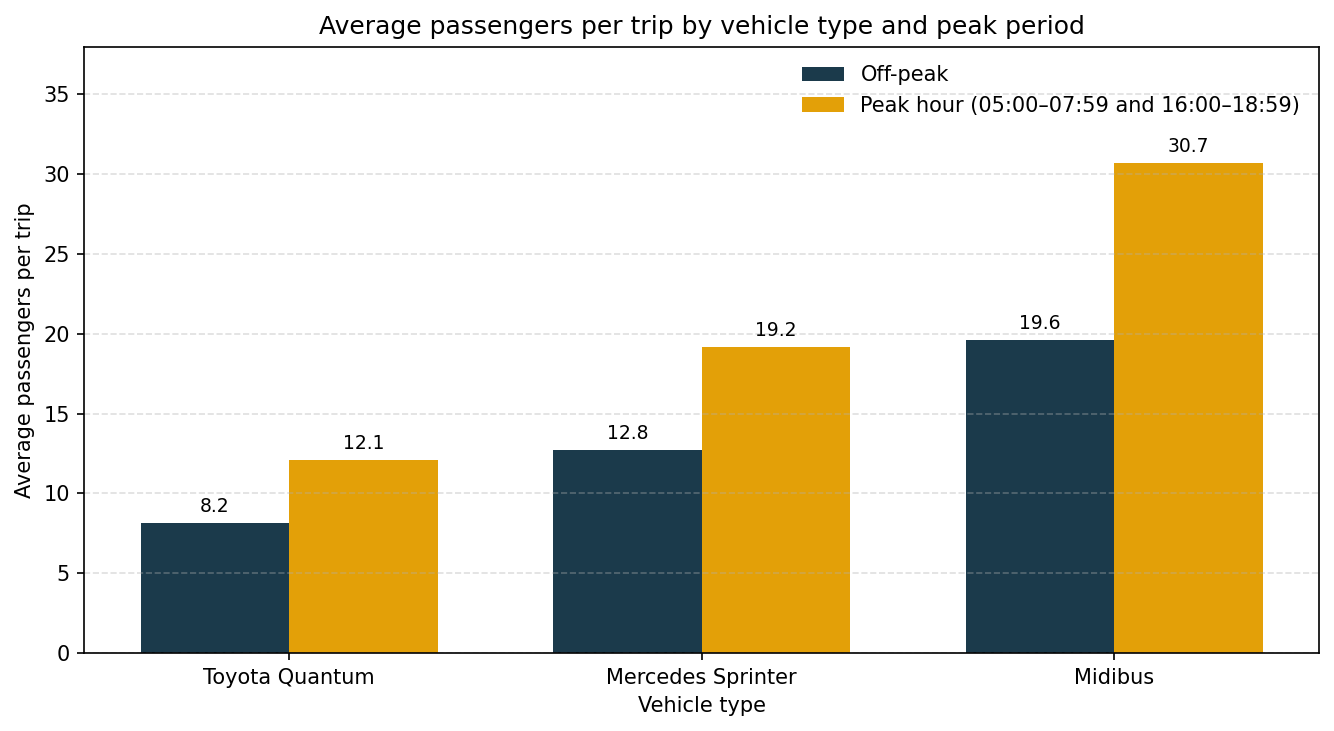 Average passengers per trip by vehicle type and peak period
Off-peak
Peak hour (05:00–07:59 and 16:00–18:59)
Average passengers per trip
35
30
25
20
15
10
5
0
8.2
12.1
12.8
19.2
19.6
30.7
Toyota Quantum
Mercedes Sprinter
Midibus
Vehicle type